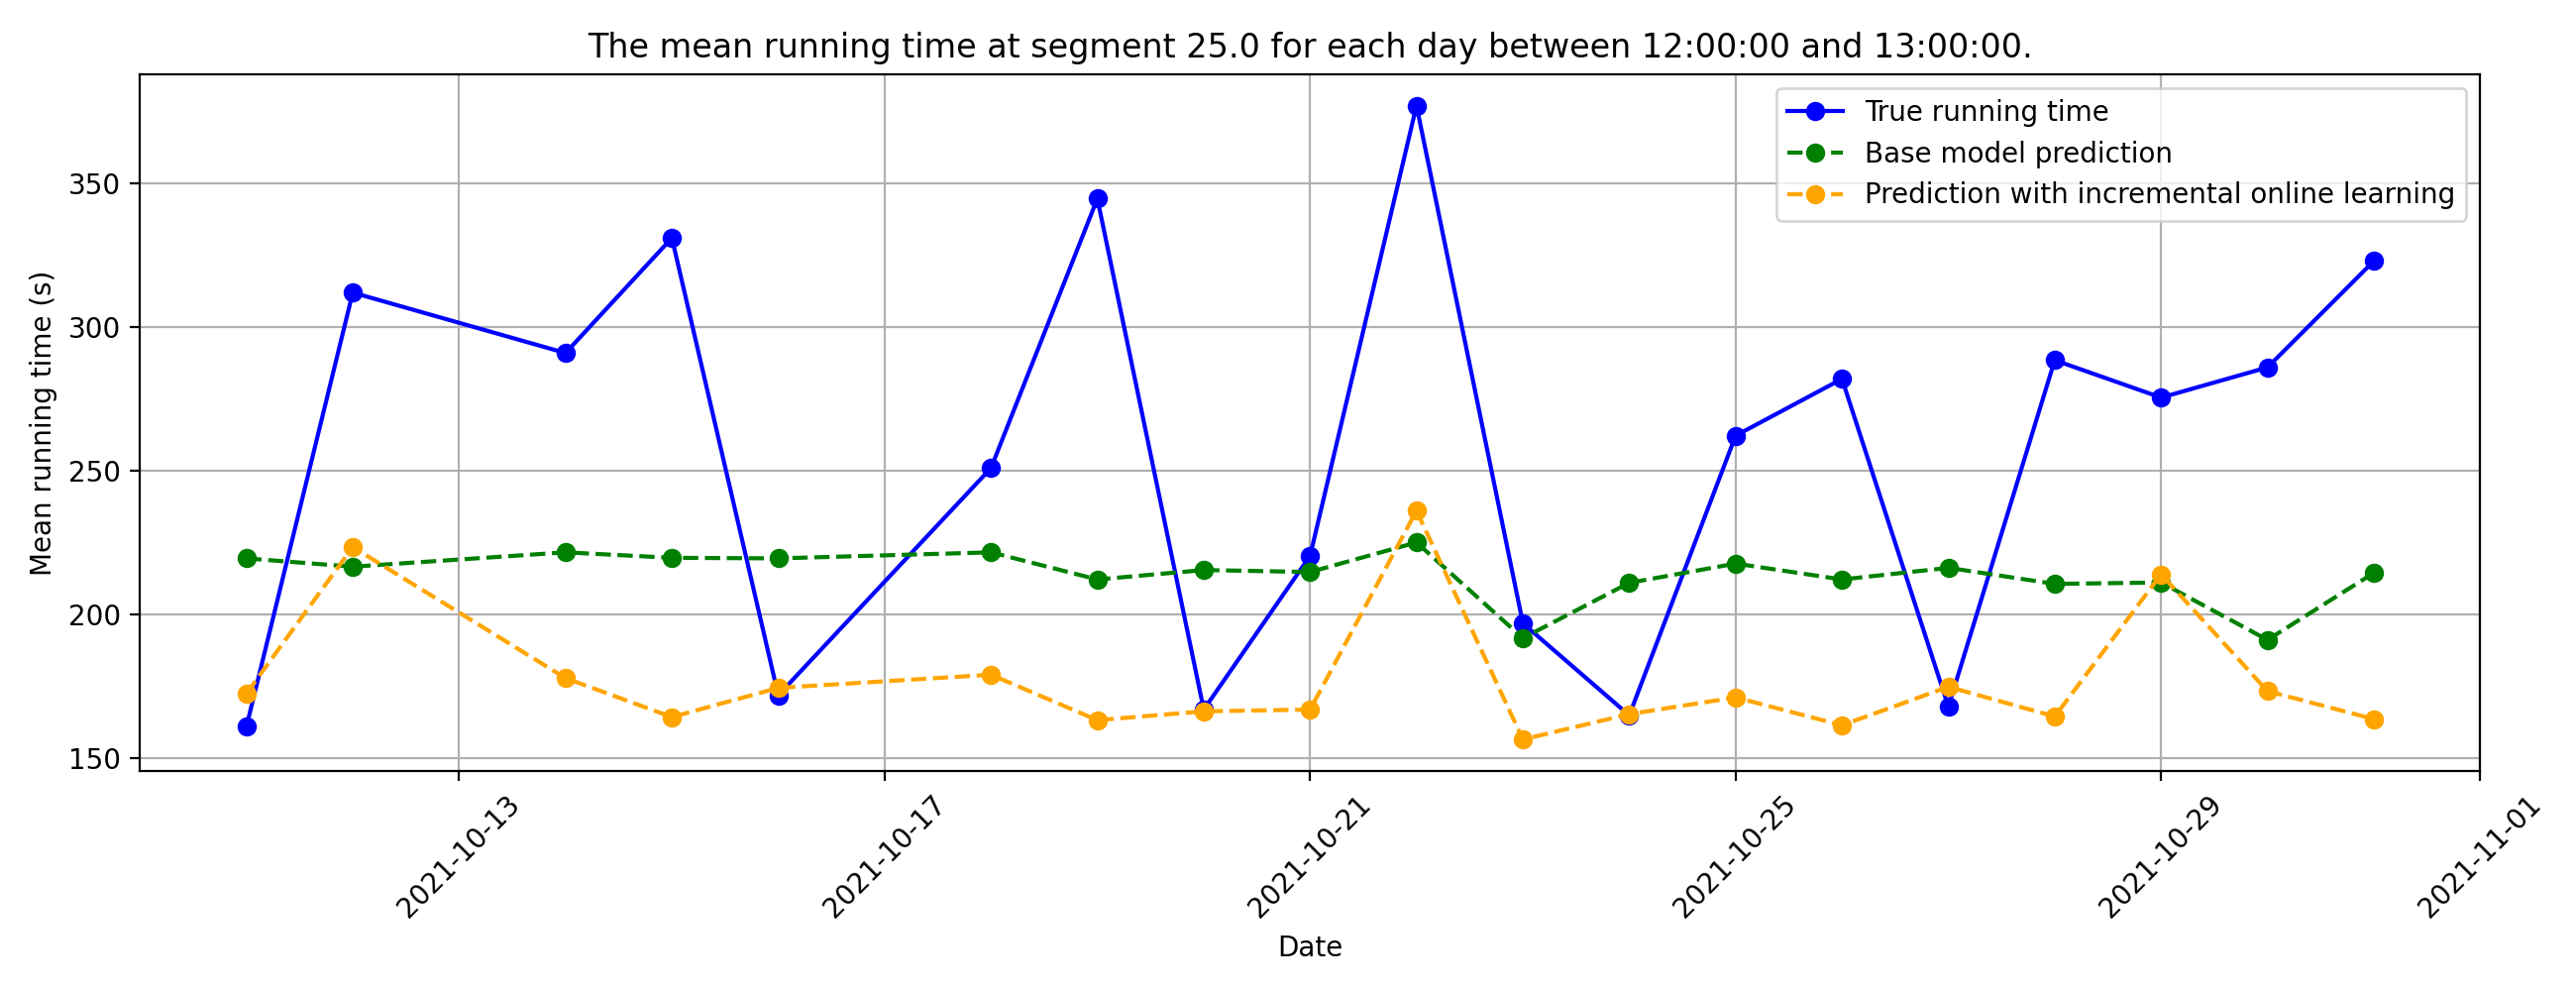 The mean running time at segment 25.0 for each day between 12:00:00 and 13:00:00.
True running time
Base model prediction
Prediction with incremental online learning
Mean running time (s)
350
300
250
200
150
2021-10-13
2021-10-17
2021-10-21
2021-10-25
2021-10-29
2021-11-01
Date